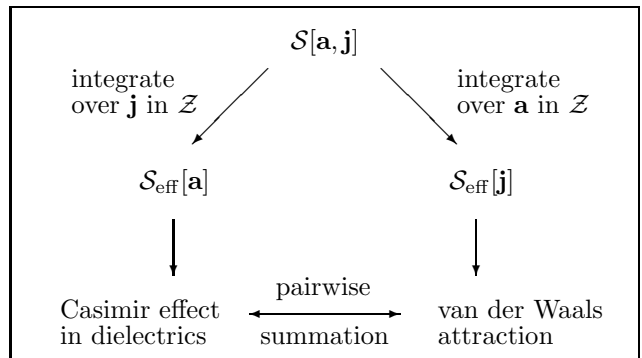 S[a, j]
integrate
over j in Z
integrate
over a in Z
S_eff[a]
S_eff[j]
pairwise
summation
Casimir effect
in dielectrics
van der Waals
attraction